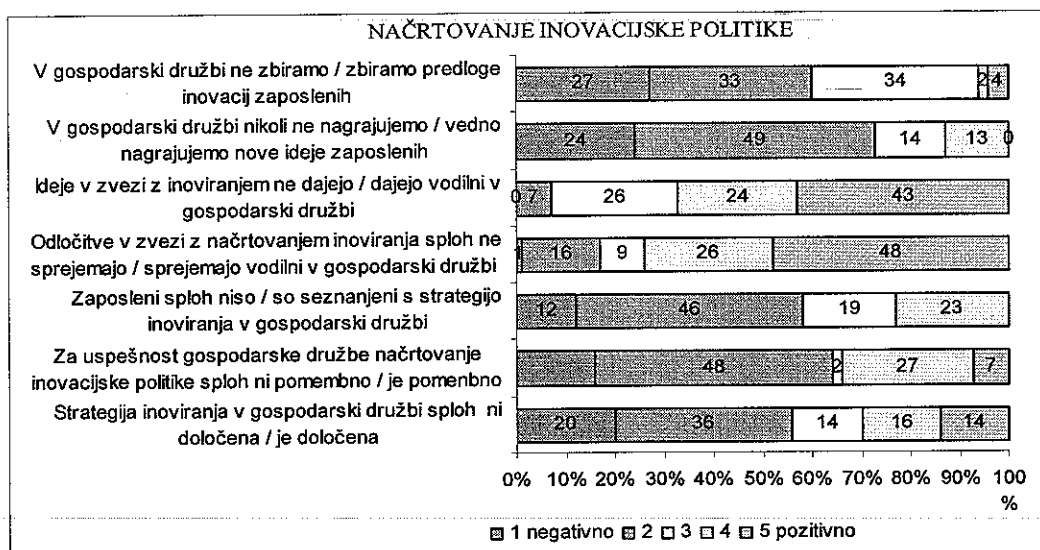 NAČRTOVANJE INOVACIJSKE POLITIKE
V gospodarski družbi ne zbiramo / zbiramo predloge
inovacij zaposlenih
27 33 34 2 4
V gospodarski družbi nikoli ne nagrajujemo / vedno
nagrajujemo nove ideje zaposlenih
24 49 14 13 0
Ideje v zvezi z inoviranjem ne dajejo / dajejo vodilni v
gospodarski družbi
0 7 26 24 43
Odločitve v zvezi z načrtovanjem inoviranja sploh ne
sprejemajo / sprejemajo vodilni v gospodarski družbi
1 16 9 26 48
Zaposleni sploh niso / so seznanjeni s strategijo
inoviranja v gospodarski družbi
12 46 19 23
Za uspešnost gospodarske družbe načrtovanje
inovacijske politike sploh ni pomembno / je pomenbno
48 2 27 7
Strategija inoviranja v gospodarski družbi sploh ni
določena / je določena
20 36 14 16 14
0% 10% 20% 30% 40% 50% 60% 70% 80% 90% 100
%
1 negativno 2 3 4 5 pozitivno